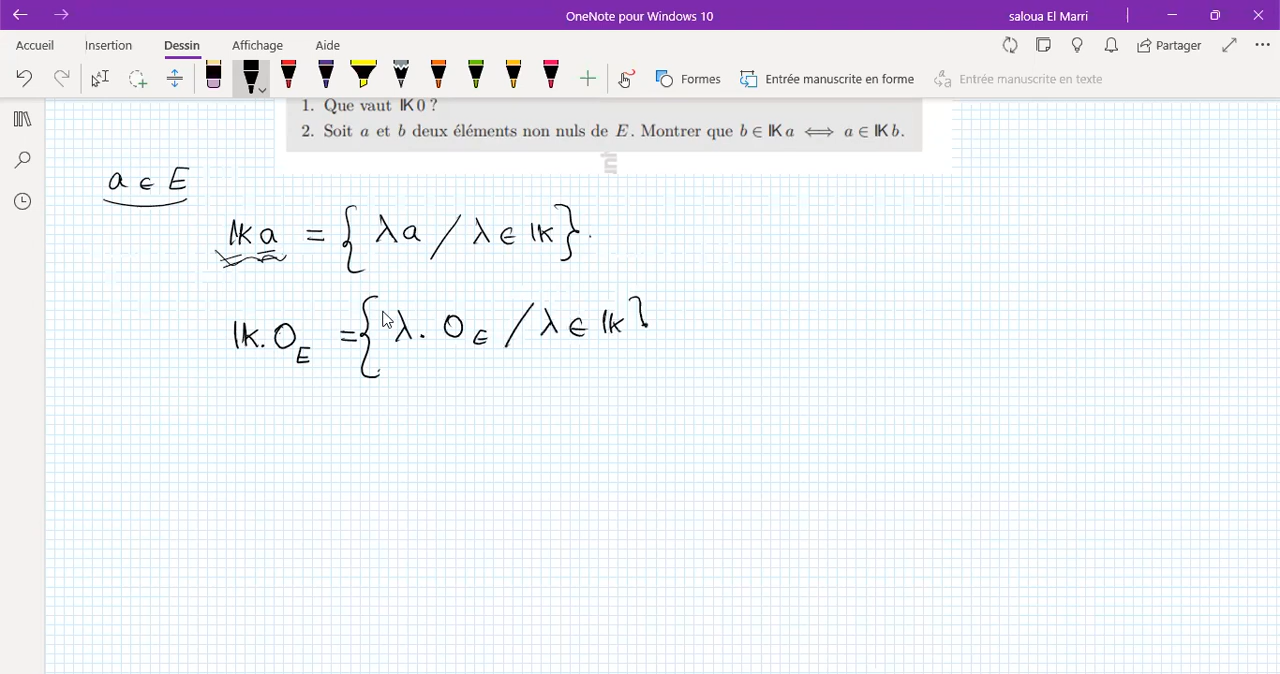 OneNote pour Windows 10
saloua El Marri
Accueil Insertion Dessin Affichage Aide
Partager
Formes Entrée manuscrite en forme Entrée manuscrite en texte
1. Que vaut 𝕂0 ?
2. Soit a et b deux éléments non nuls de E. Montrer que b ∈ 𝕂a ⟺ a ∈ 𝕂b.
a ∈ E
𝕂a = { λa / λ ∈ 𝕂 }.
𝕂.0_E = { λ. 0_E / λ ∈ 𝕂 }